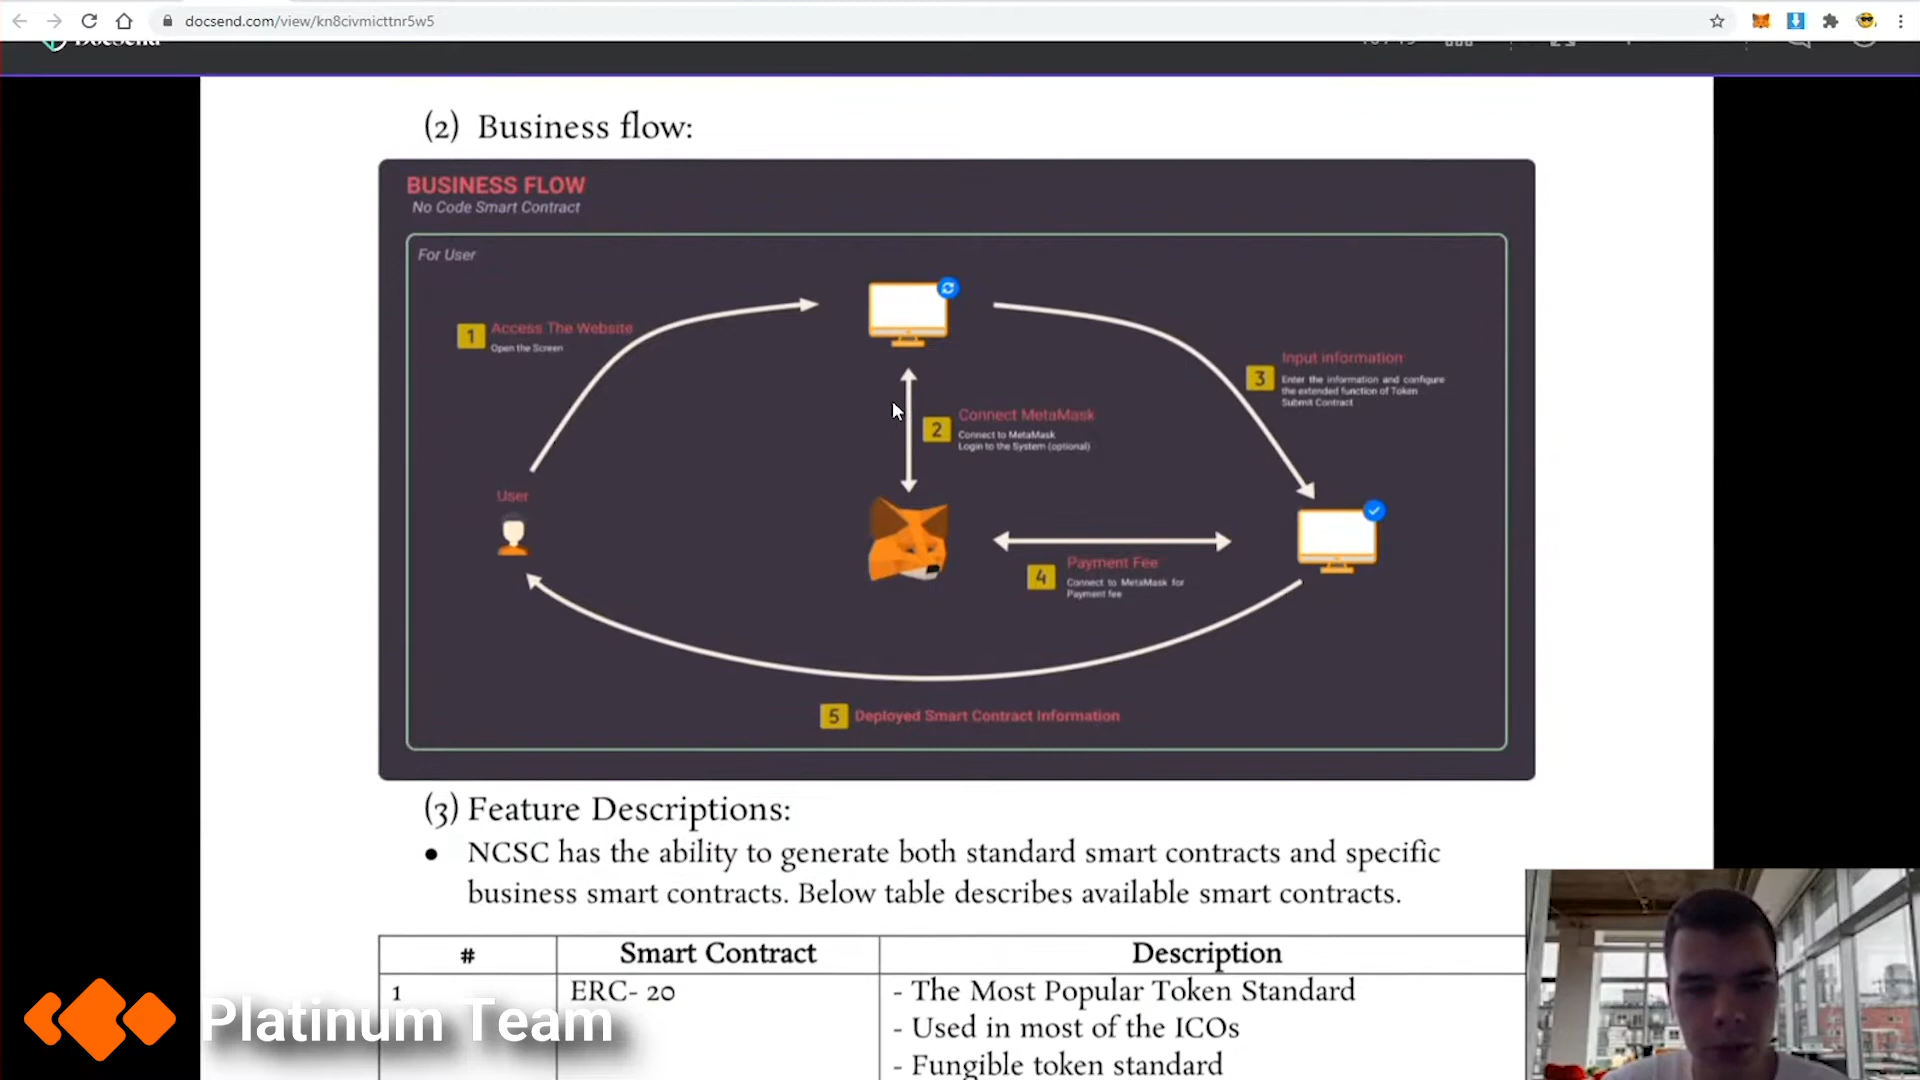 docsend.com/view/kn8civmicttnr5w5
DocSend
(2) Business flow:
BUSINESS FLOW
No Code Smart Contract
For User
1 Access The Website
Open the Screen
2 Connect MetaMask
Connect to MetaMask
Login to the System (optional)
3 Input information
Enter the information and configure
the extended function of Token
Submit Contract
User
4 Payment Fee
Connect to MetaMask for
Payment fee
5 Deployed Smart Contract Information
(3) Feature Descriptions:
• NCSC has the ability to generate both standard smart contracts and specific
business smart contracts. Below table describes available smart contracts.
# Smart Contract Description
1 ERC- 20 - The Most Popular Token Standard
- Used in most of the ICOs
- Fungible token standard
Platinum Team